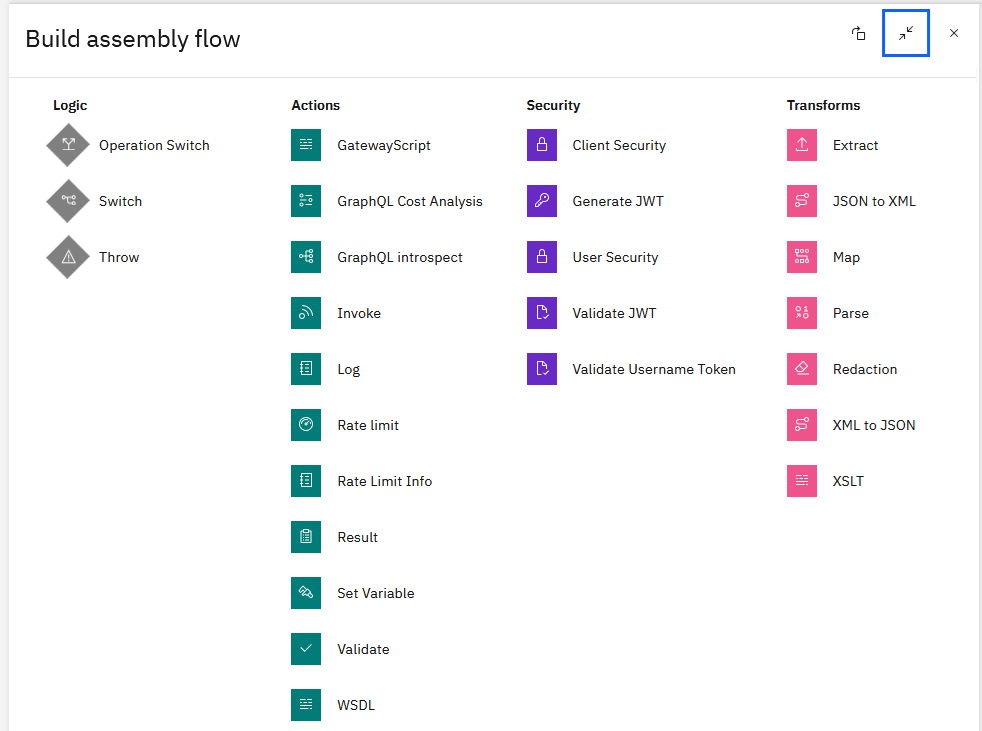 Build assembly flow
Logic
Operation Switch
Switch
Throw
Actions
GatewayScript
GraphQL Cost Analysis
GraphQL introspect
Invoke
Log
Rate limit
Rate Limit Info
Result
Set Variable
Validate
WSDL
Security
Client Security
Generate JWT
User Security
Validate JWT
Validate Username Token
Transforms
Extract
JSON to XML
Map
Parse
Redaction
XML to JSON
XSLT